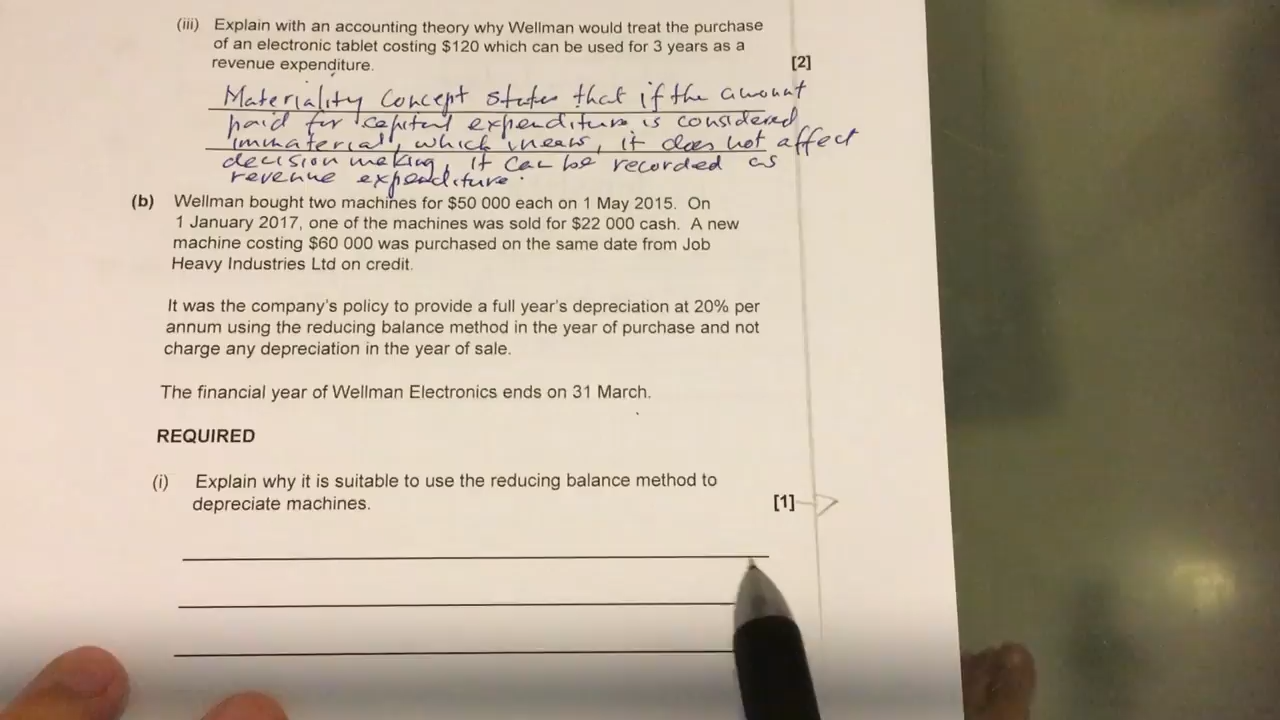 (iii) Explain with an accounting theory why Wellman would treat the purchase
of an electronic tablet costing $120 which can be used for 3 years as a
revenue expenditure. [2]
Materiality concept states that if the amount
paid for capital expenditure is considered
immaterial, which means, it does not affect
decision making, it can be recorded as
revenue expenditure.
(b) Wellman bought two machines for $50 000 each on 1 May 2015. On
1 January 2017, one of the machines was sold for $22 000 cash. A new
machine costing $60 000 was purchased on the same date from Job
Heavy Industries Ltd on credit.
It was the company's policy to provide a full year's depreciation at 20% per
annum using the reducing balance method in the year of purchase and not
charge any depreciation in the year of sale.
The financial year of Wellman Electronics ends on 31 March.
REQUIRED
(i) Explain why it is suitable to use the reducing balance method to
depreciate machines. [1]